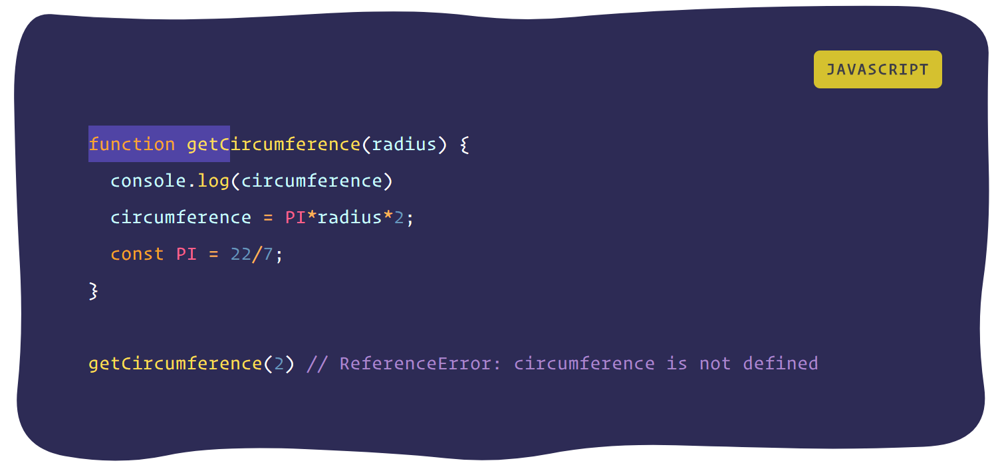 JAVASCRIPT
function getCircumference(radius) {
  console.log(circumference)
  circumference = PI*radius*2;
  const PI = 22/7;
}
getCircumference(2) // ReferenceError: circumference is not defined